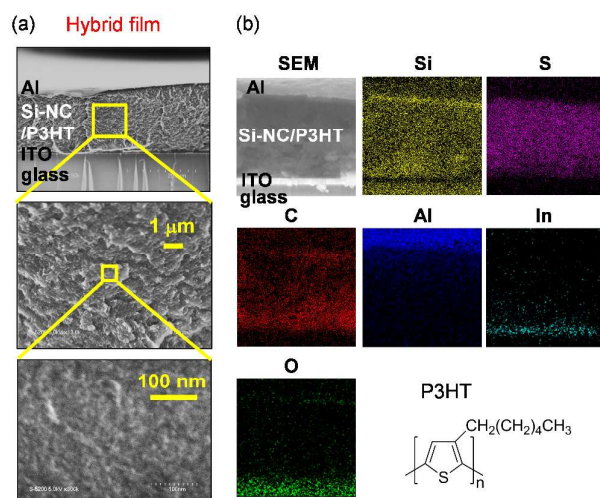 (a) Hybrid film
Al
Si-NC
/P3HT
ITO
glass
1 μm
100 nm
100nm
(b)
SEM
Si
S
Al
Si-NC/P3HT
ITO
glass
C
Al
In
O
P3HT
CH2(CH2)4CH3
S
n